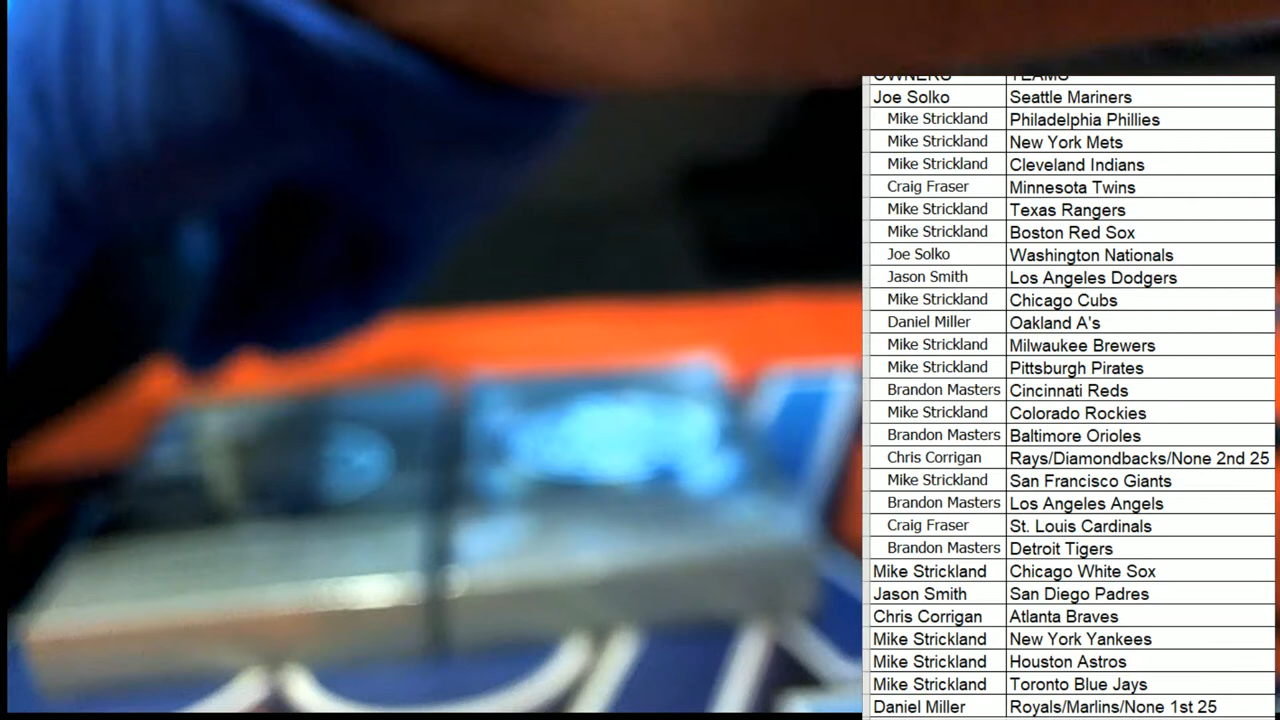 OWNERS TEAMS
Joe Solko Seattle Mariners
Mike Strickland Philadelphia Phillies
Mike Strickland New York Mets
Mike Strickland Cleveland Indians
Craig Fraser Minnesota Twins
Mike Strickland Texas Rangers
Mike Strickland Boston Red Sox
Joe Solko Washington Nationals
Jason Smith Los Angeles Dodgers
Mike Strickland Chicago Cubs
Daniel Miller Oakland A's
Mike Strickland Milwaukee Brewers
Mike Strickland Pittsburgh Pirates
Brandon Masters Cincinnati Reds
Mike Strickland Colorado Rockies
Brandon Masters Baltimore Orioles
Chris Corrigan Rays/Diamondbacks/None 2nd 25
Mike Strickland San Francisco Giants
Brandon Masters Los Angeles Angels
Craig Fraser St. Louis Cardinals
Brandon Masters Detroit Tigers
Mike Strickland Chicago White Sox
Jason Smith San Diego Padres
Chris Corrigan Atlanta Braves
Mike Strickland New York Yankees
Mike Strickland Houston Astros
Mike Strickland Toronto Blue Jays
Daniel Miller Royals/Marlins/None 1st 25